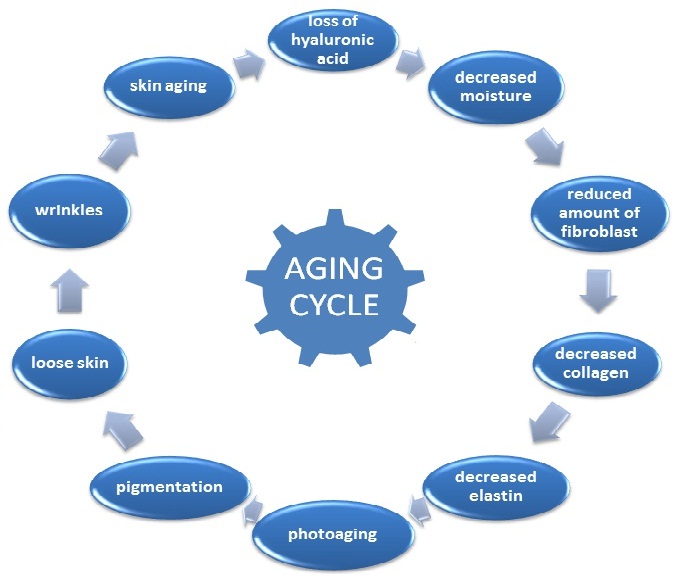 loss of
hyaluronic
acid
decreased
moisture
reduced
amount of
fibroblast
decreased
collagen
decreased
elastin
photoaging
pigmentation
loose skin
wrinkles
skin aging
AGING
CYCLE